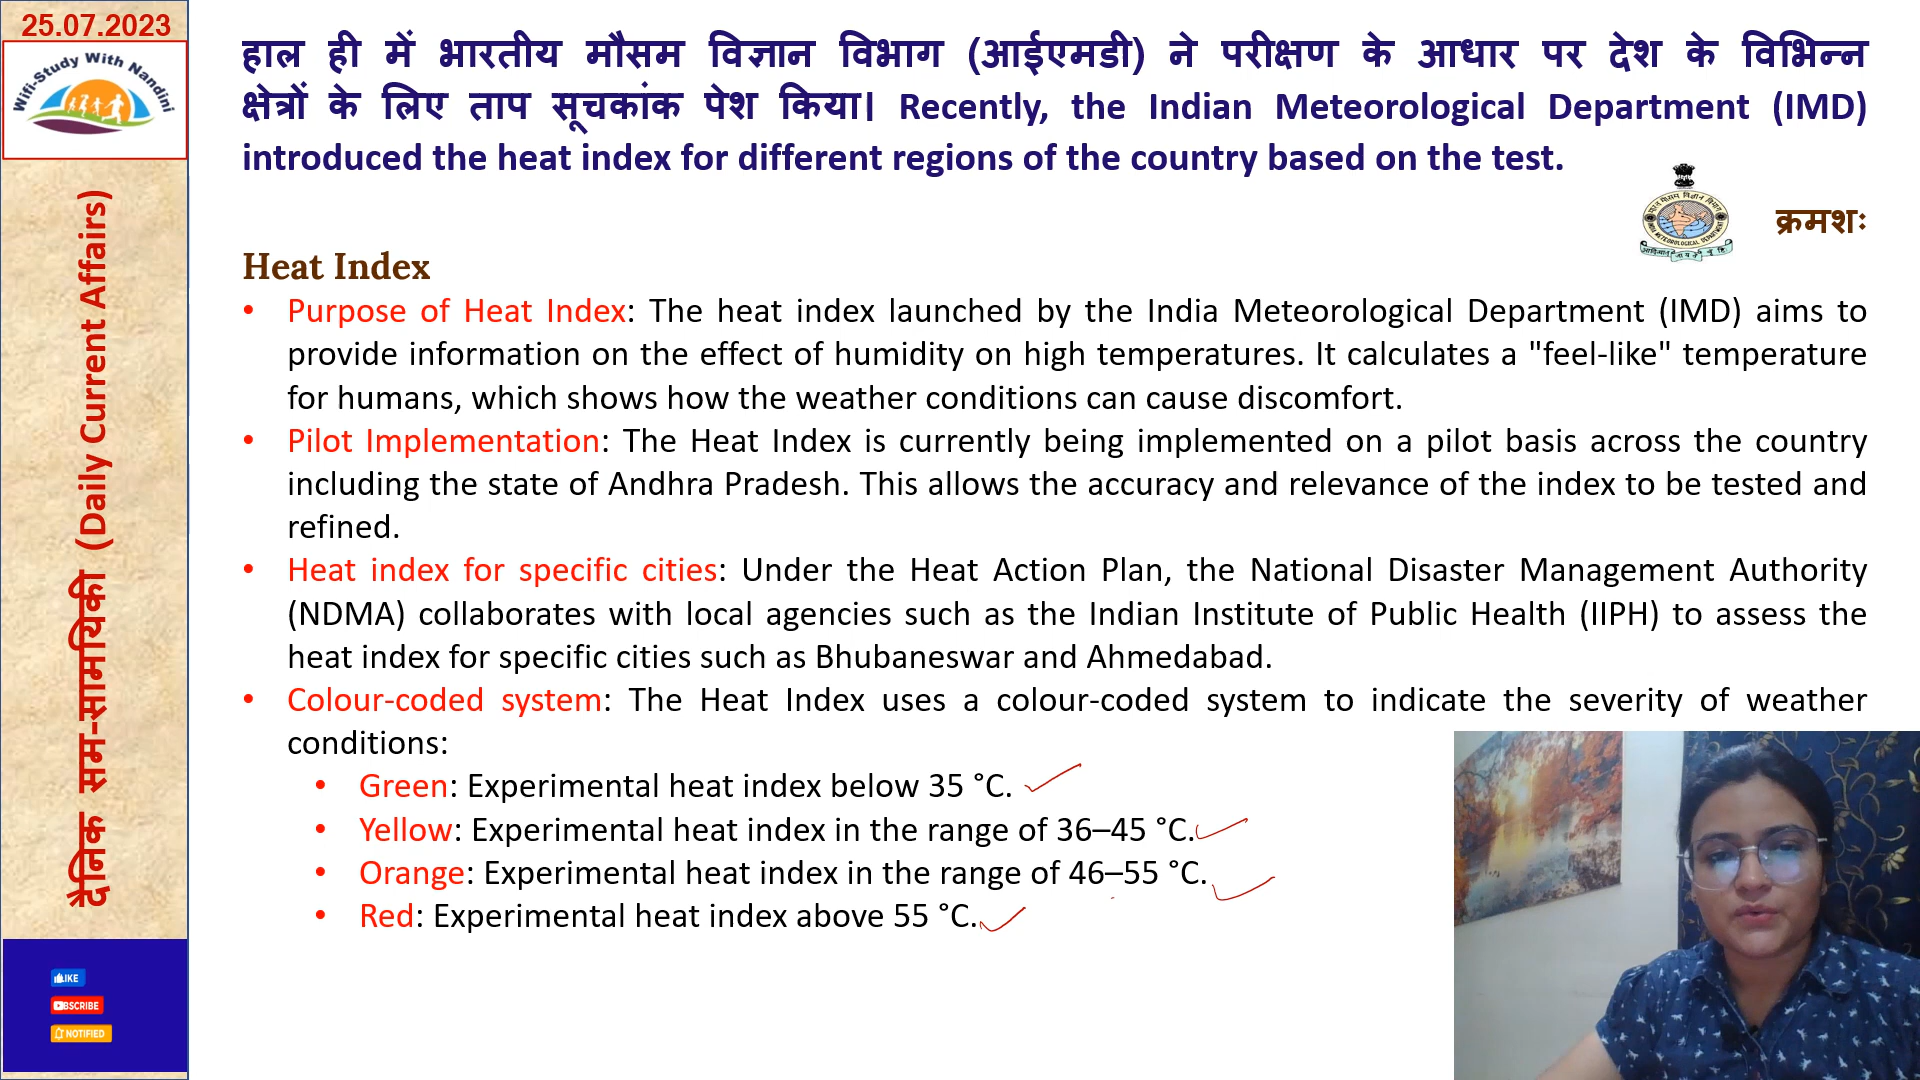 25.07.2023
Wifi-Study With Nandini
दैनिक सम-सामयिकी (Daily Current Affairs)
LIKE
BSCRIBE
NOTIFIED
हाल ही में भारतीय मौसम विज्ञान विभाग (आईएमडी) ने परीक्षण के आधार पर देश के विभिन्न
क्षेत्रों के लिए ताप सूचकांक पेश किया। Recently, the Indian Meteorological Department (IMD)
introduced the heat index for different regions of the country based on the test.
क्रमशः
Heat Index
• Purpose of Heat Index: The heat index launched by the India Meteorological Department (IMD) aims to
provide information on the effect of humidity on high temperatures. It calculates a "feel-like" temperature
for humans, which shows how the weather conditions can cause discomfort.
• Pilot Implementation: The Heat Index is currently being implemented on a pilot basis across the country
including the state of Andhra Pradesh. This allows the accuracy and relevance of the index to be tested and
refined.
• Heat index for specific cities: Under the Heat Action Plan, the National Disaster Management Authority
(NDMA) collaborates with local agencies such as the Indian Institute of Public Health (IIPH) to assess the
heat index for specific cities such as Bhubaneswar and Ahmedabad.
• Colour-coded system: The Heat Index uses a colour-coded system to indicate the severity of weather
conditions:
• Green: Experimental heat index below 35 °C.
• Yellow: Experimental heat index in the range of 36–45 °C.
• Orange: Experimental heat index in the range of 46–55 °C.
• Red: Experimental heat index above 55 °C.